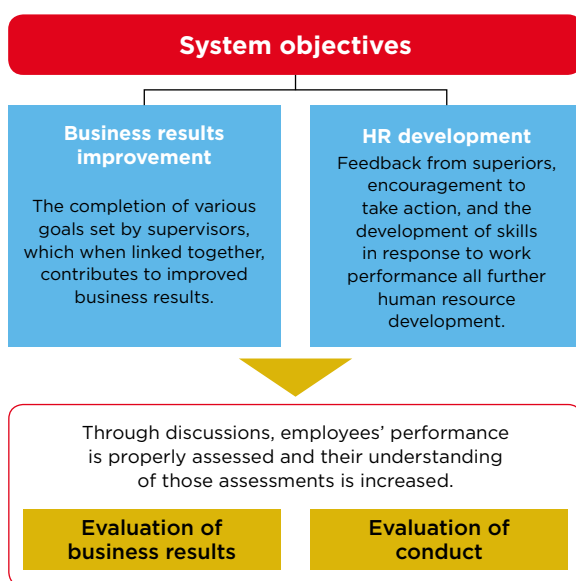 System objectives
Business results
improvement
The completion of various
goals set by supervisors,
which when linked together,
contributes to improved
business results.
HR development
Feedback from superiors,
encouragement to
take action, and the
development of skills
in response to work
performance all further
human resource
development.
Through discussions, employees’ performance
is properly assessed and their understanding
of those assessments is increased.
Evaluation of
business results
Evaluation of
conduct